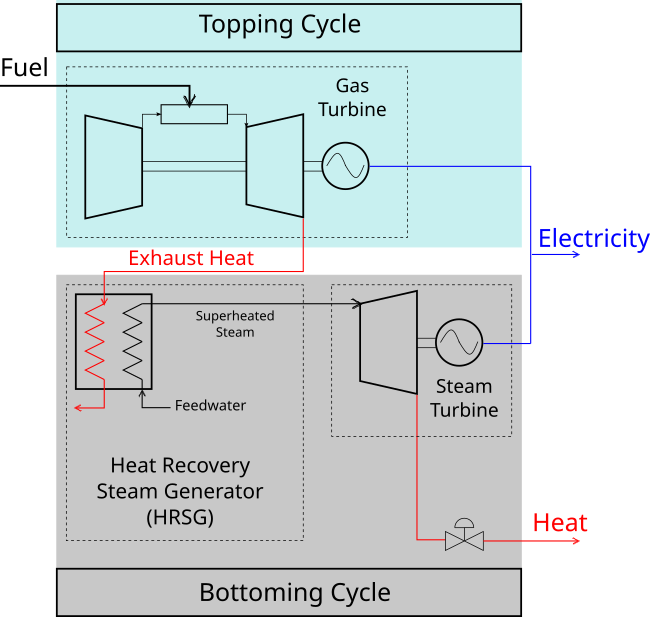 Topping Cycle
Fuel
Gas
Turbine
Electricity
Exhaust Heat
Superheated
Steam
Steam
Turbine
Feedwater
Heat Recovery
Steam Generator
(HRSG)
Heat
Bottoming Cycle